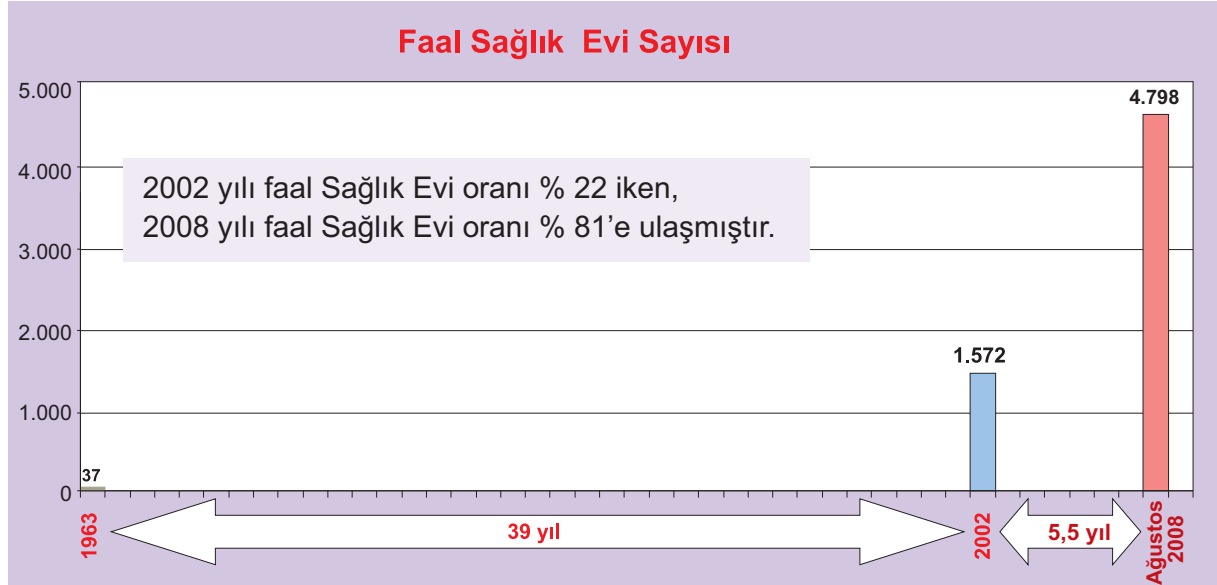 Faal Sağlık Evi Sayısı
5.000
4.000
3.000
2.000
1.000
0
2002 yılı faal Sağlık Evi oranı % 22 iken,
2008 yılı faal Sağlık Evi oranı % 81'e ulaşmıştır.
37
1.572
4.798
1963
39 yıl
2002
5,5 yıl
Ağustos
2008